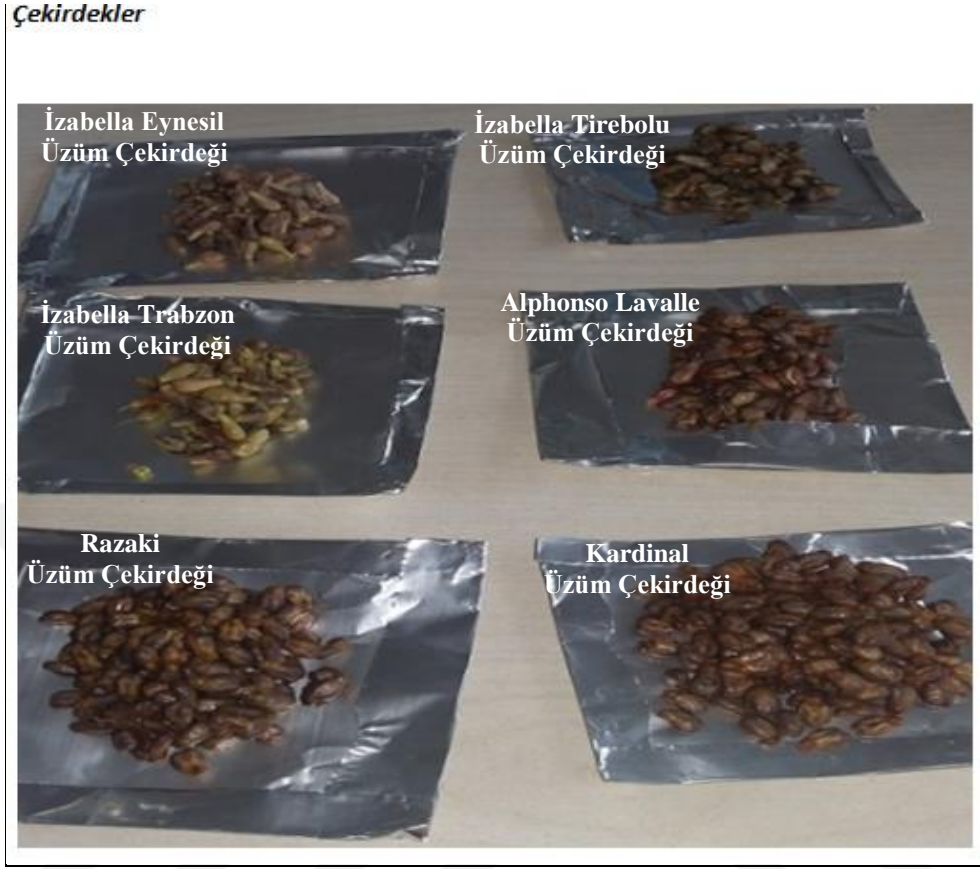 Çekirdekler
İzabella Eynesil
Üzüm Çekirdeği
İzabella Tirebolu
Üzüm Çekirdeği
İzabella Trabzon
Üzüm Çekirdeği
Alphonso Lavalle
Üzüm Çekirdeği
Razaki
Üzüm Çekirdeği
Kardinal
Üzüm Çekirdeği